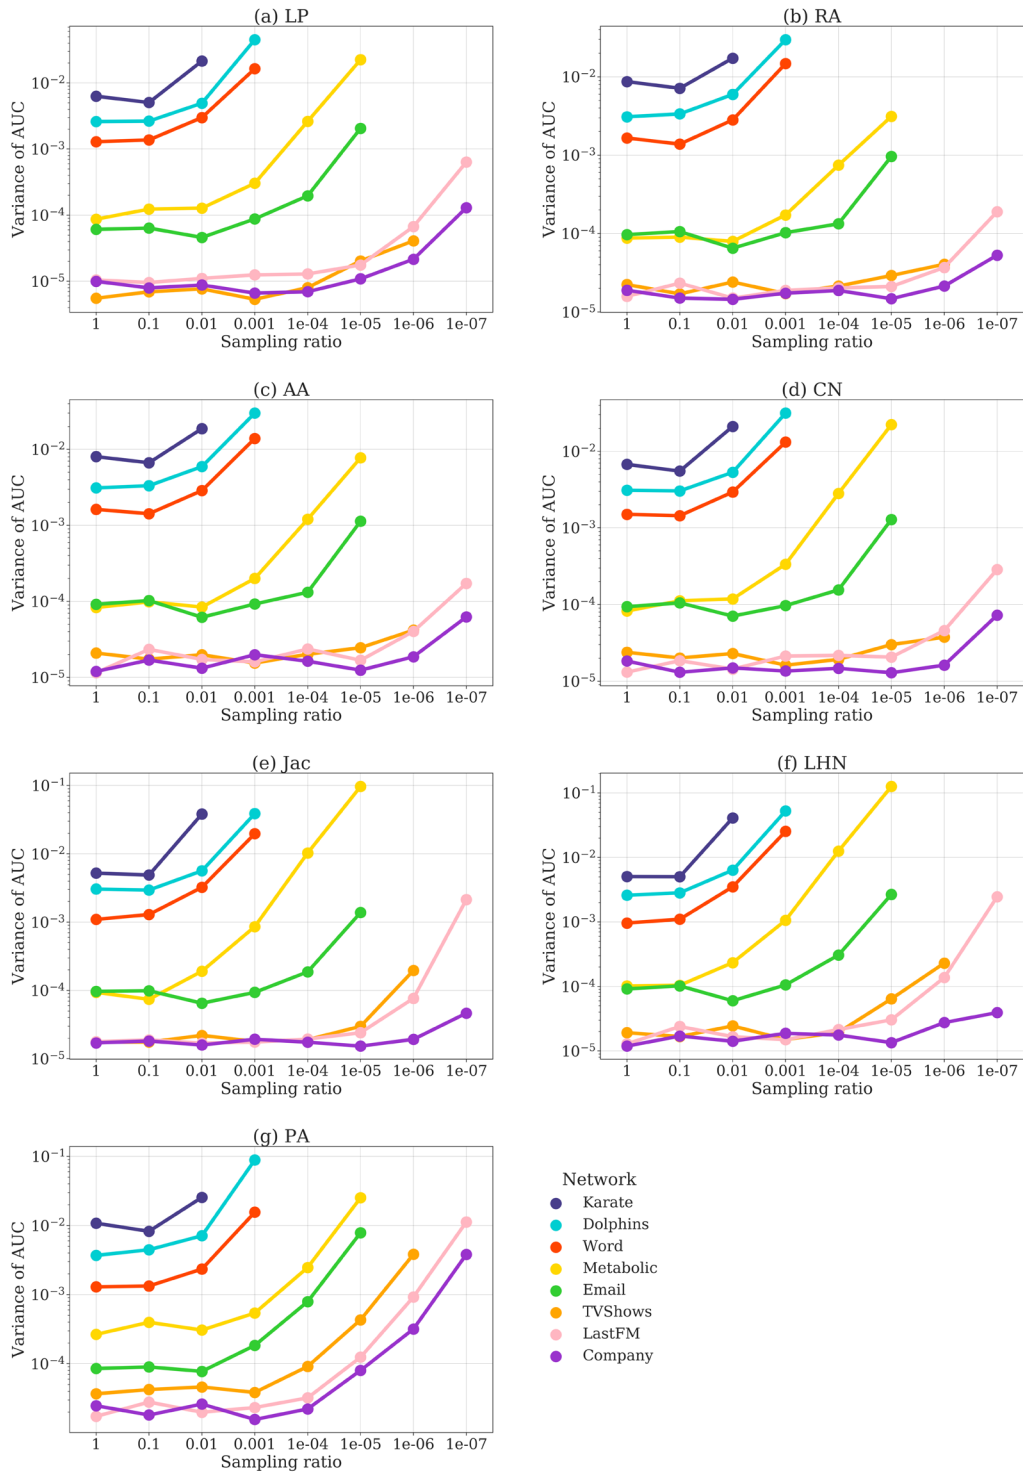 (a) LP
Variance of AUC
10−2
10−3
10−4
10−5
1 0.1 0.01 0.001 1e-04 1e-05 1e-06 1e-07
Sampling ratio
(b) RA
Variance of AUC
10−2
10−3
10−4
10−5
1 0.1 0.01 0.001 1e-04 1e-05 1e-06 1e-07
Sampling ratio
(c) AA
Variance of AUC
10−2
10−3
10−4
10−5
1 0.1 0.01 0.001 1e-04 1e-05 1e-06 1e-07
Sampling ratio
(d) CN
Variance of AUC
10−2
10−3
10−4
10−5
1 0.1 0.01 0.001 1e-04 1e-05 1e-06 1e-07
Sampling ratio
(e) Jac
Variance of AUC
10−1
10−2
10−3
10−4
10−5
1 0.1 0.01 0.001 1e-04 1e-05 1e-06 1e-07
Sampling ratio
(f) LHN
Variance of AUC
10−1
10−2
10−3
10−4
10−5
1 0.1 0.01 0.001 1e-04 1e-05 1e-06 1e-07
Sampling ratio
(g) PA
Variance of AUC
10−1
10−2
10−3
10−4
1 0.1 0.01 0.001 1e-04 1e-05 1e-06 1e-07
Sampling ratio
Network
Karate
Dolphins
Word
Metabolic
Email
TVShows
LastFM
Company